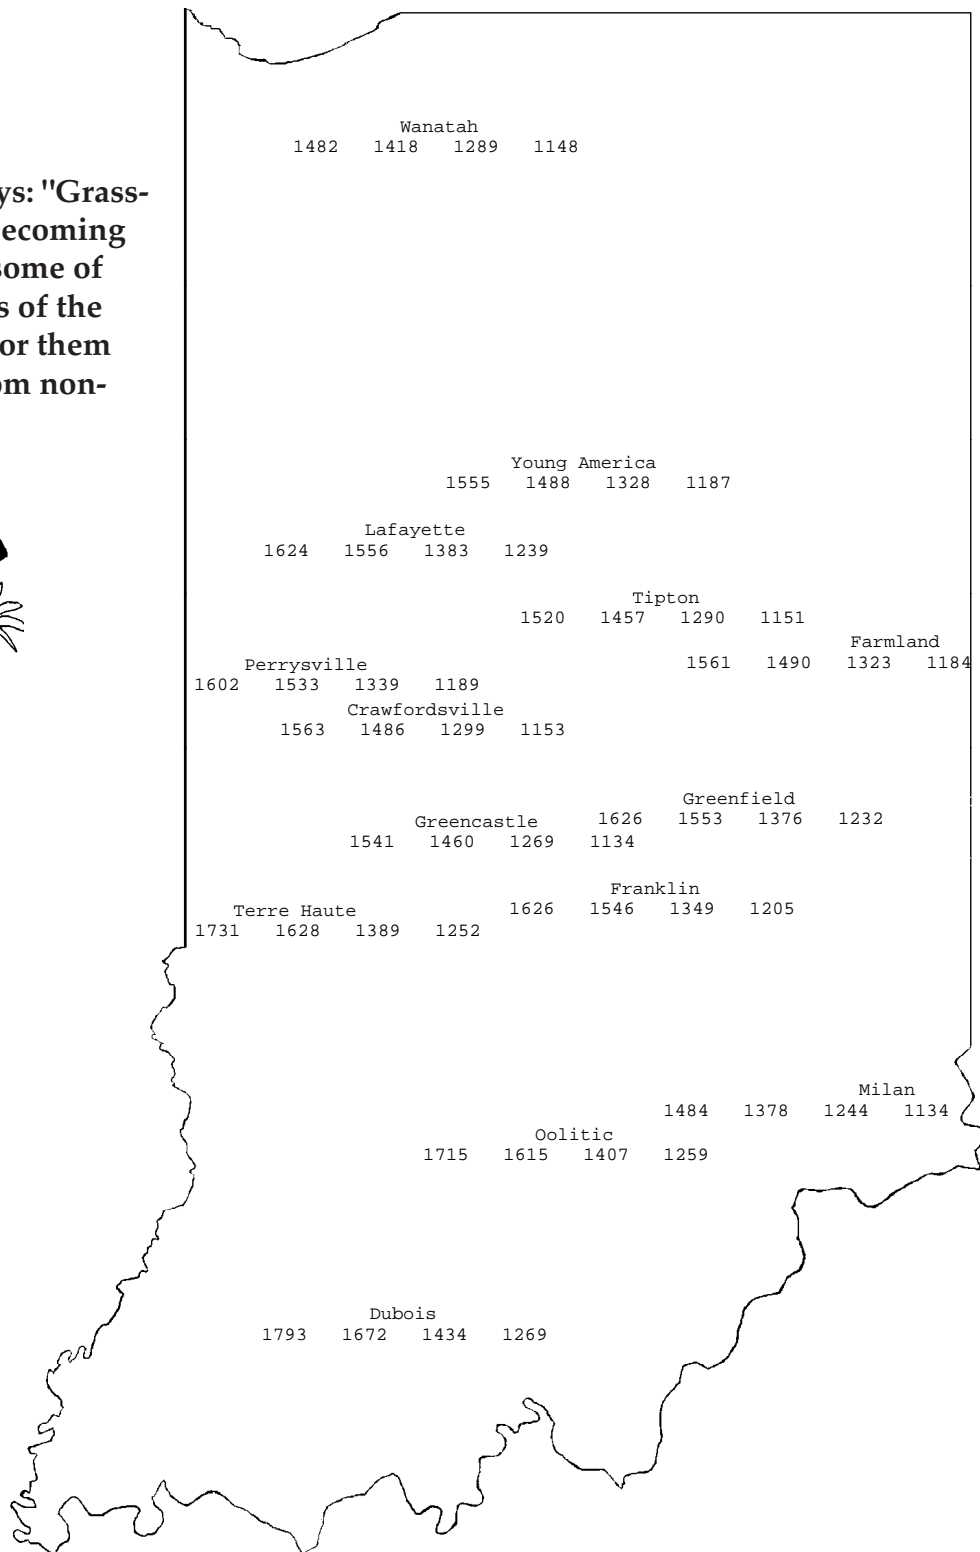 Wanatah
1482 1418 1289 1148
ys: "Grass-
ecoming
some of
s of the
or them
om non-
Young America
1555 1488 1328 1187
Lafayette
1624 1556 1383 1239
Tipton
1520 1457 1290 1151
Farmland
1561 1490 1323 1184
Perrysville
1602 1533 1339 1189
Crawfordsville
1563 1486 1299 1153
Greenfield
1626 1553 1376 1232
Greencastle
1541 1460 1269 1134
Franklin
1626 1546 1349 1205
Terre Haute
1731 1628 1389 1252
Milan
1484 1378 1244 1134
Oolitic
1715 1615 1407 1259
Dubois
1793 1672 1434 1269